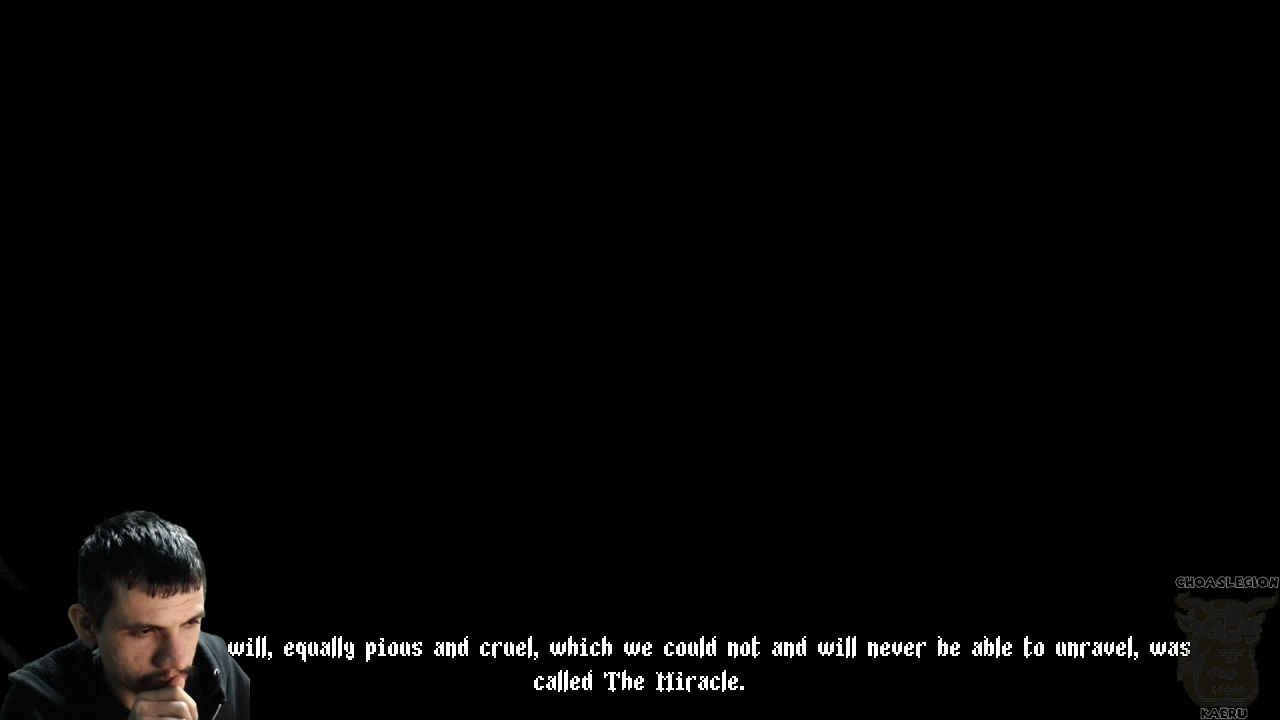 will, equally pious and cruel, which we could not and will never be able to unravel, was
called The Miracle.
CHOASLEGION
KAERU